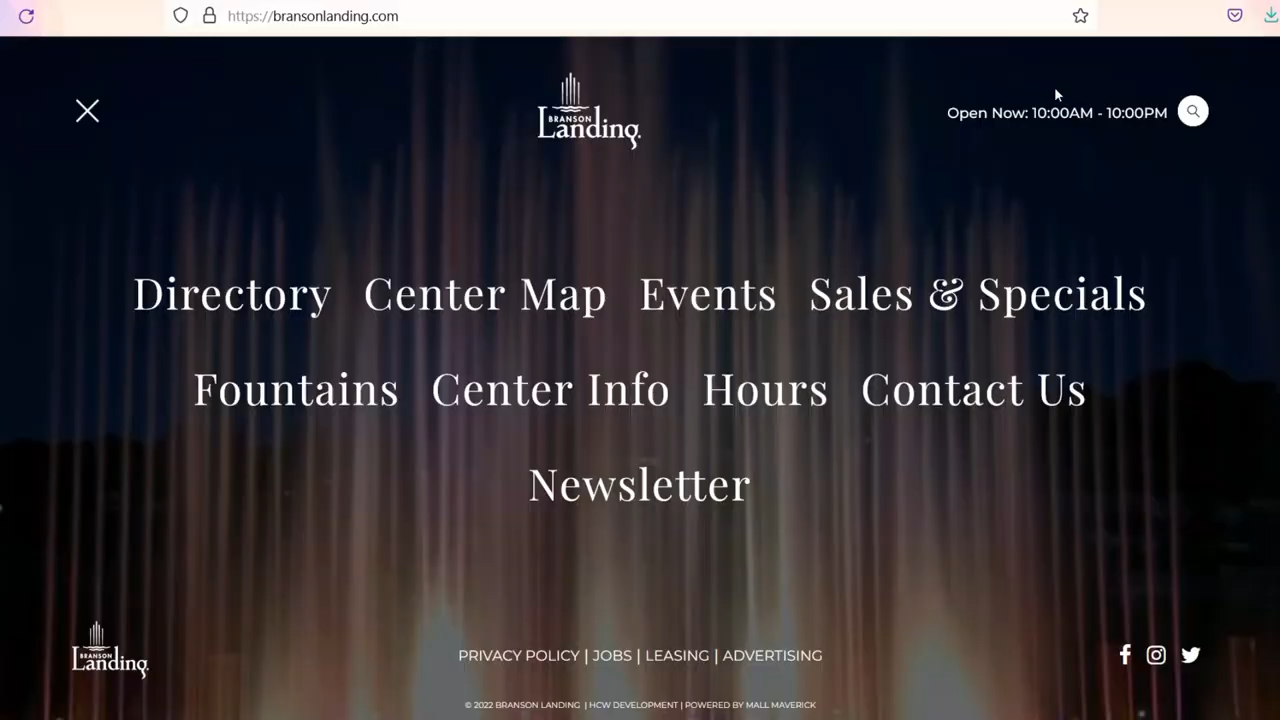 https://bransonlanding.com
BRANSON
Landing.
Open Now: 10:00AM - 10:00PM
Directory Center Map Events Sales & Specials
Fountains Center Info Hours Contact Us
Newsletter
BRANSON
Landing.
PRIVACY POLICY | JOBS | LEASING | ADVERTISING
© 2022 BRANSON LANDING | HCW DEVELOPMENT | POWERED BY MALL MAVERICK